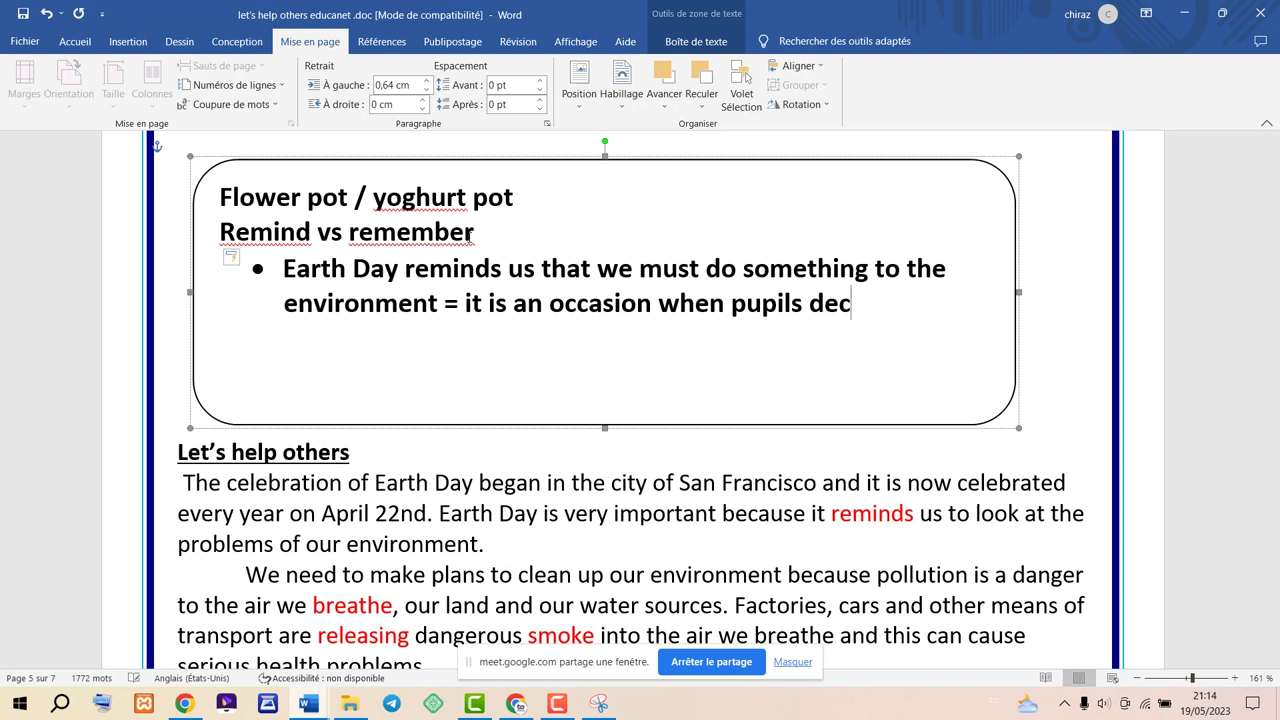 let's help others educanet .doc [Mode de compatibilité] - Word
Outils de zone de texte
chiraz
C
Fichier
Accueil
Insertion
Dessin
Conception
Mise en page
Références
Publipostage
Révision
Affichage
Aide
Boîte de texte
Rechercher des outils adaptés
Marges
Orientation
Taille
Colonnes
Sauts de page
Numéros de lignes
Coupure de mots
Mise en page
Retrait
À gauche : 0,64 cm
À droite : 0 cm
Espacement
Avant : 0 pt
Après : 0 pt
Paragraphe
Position
Habillage
Avancer
Reculer
Volet Sélection
Aligner
Grouper
Rotation
Organiser
Flower pot / yoghurt pot
Remind vs remember
• Earth Day reminds us that we must do something to the
environment = it is an occasion when pupils dec
Let's help others
The celebration of Earth Day began in the city of San Francisco and it is now celebrated
every year on April 22nd. Earth Day is very important because it reminds us to look at the
problems of our environment.
We need to make plans to clean up our environment because pollution is a danger
to the air we breathe, our land and our water sources. Factories, cars and other means of
transport are releasing dangerous smoke into the air we breathe and this can cause
serious health problems.
meet.google.com partage une fenêtre.
Arrêter le partage
Masquer
Page 5 sur 7
1772 mots
Anglais (États-Unis)
Accessibilité : non disponible
161 %
21:14
19/05/2023